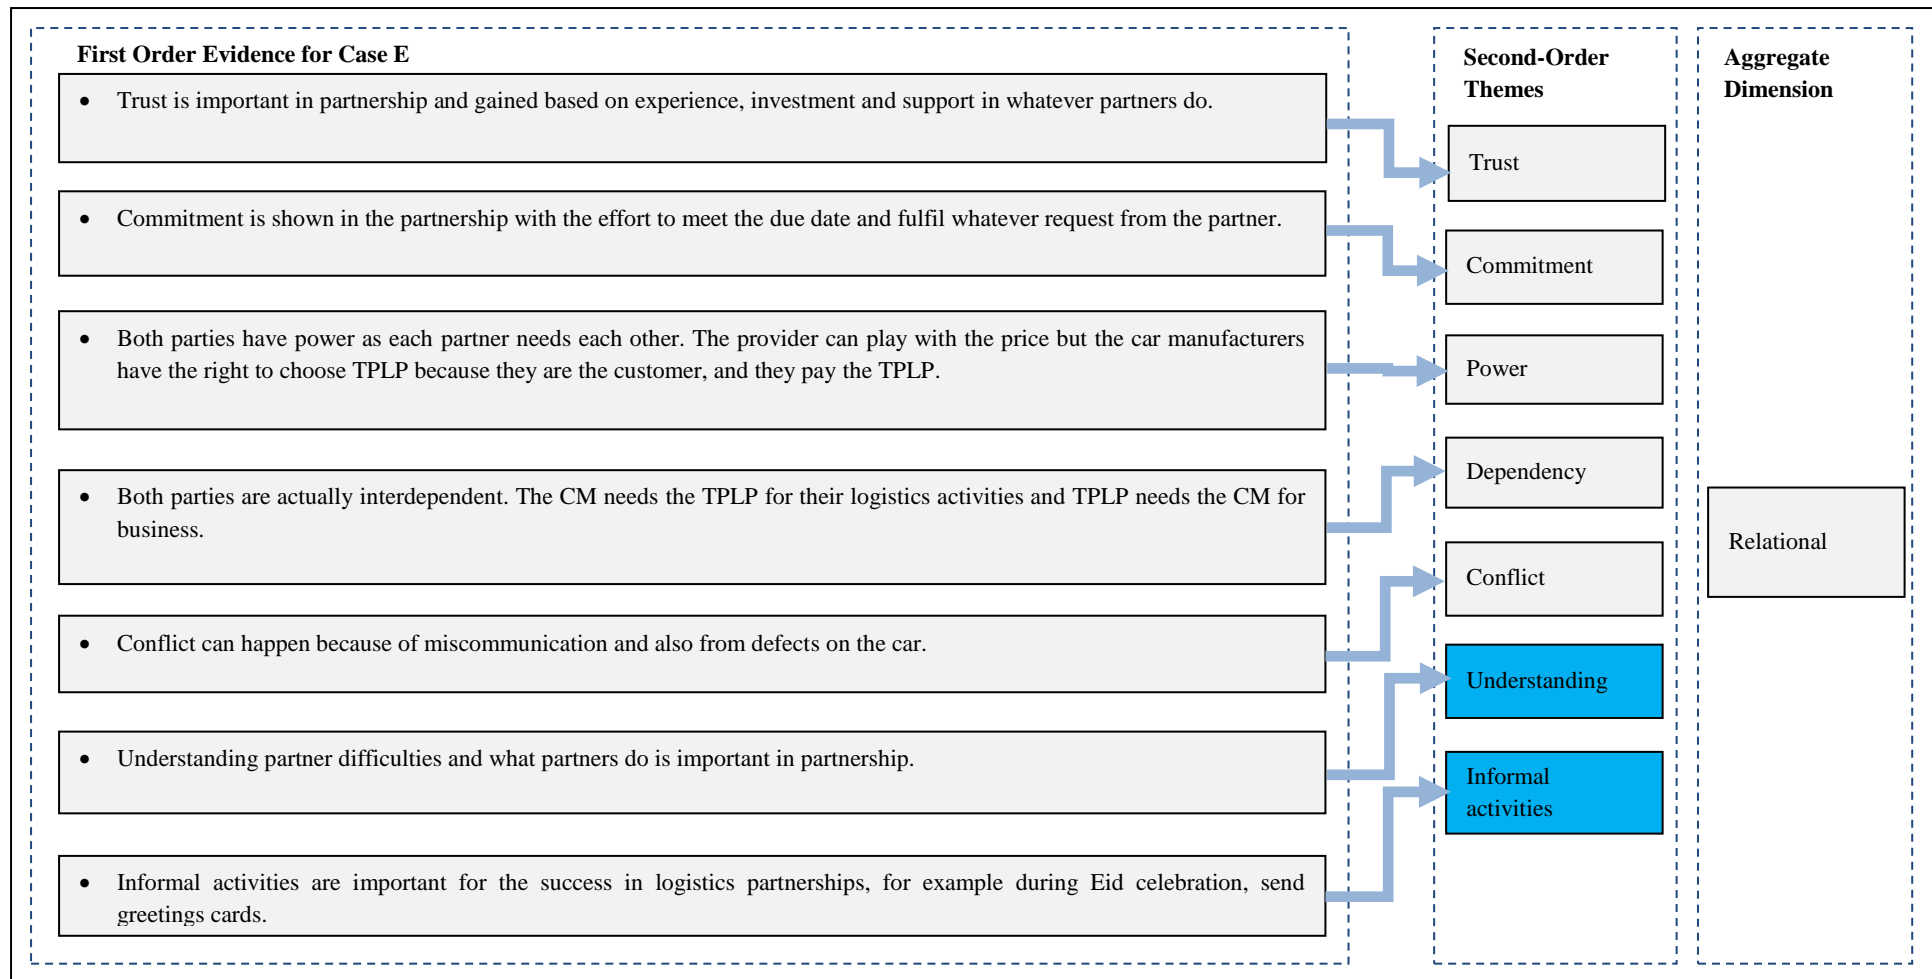 First Order Evidence for Case E
• Trust is important in partnership and gained based on experience, investment and support in whatever partners do.
• Commitment is shown in the partnership with the effort to meet the due date and fulfil whatever request from the partner.
• Both parties have power as each partner needs each other. The provider can play with the price but the car manufacturers
have the right to choose TPLP because they are the customer, and they pay the TPLP.
• Both parties are actually interdependent. The CM needs the TPLP for their logistics activities and TPLP needs the CM for
business.
• Conflict can happen because of miscommunication and also from defects on the car.
• Understanding partner difficulties and what partners do is important in partnership.
• Informal activities are important for the success in logistics partnerships, for example during Eid celebration, send
greetings cards.
Second-Order
Themes
Trust
Commitment
Power
Dependency
Conflict
Understanding
Informal
activities
Aggregate
Dimension
Relational